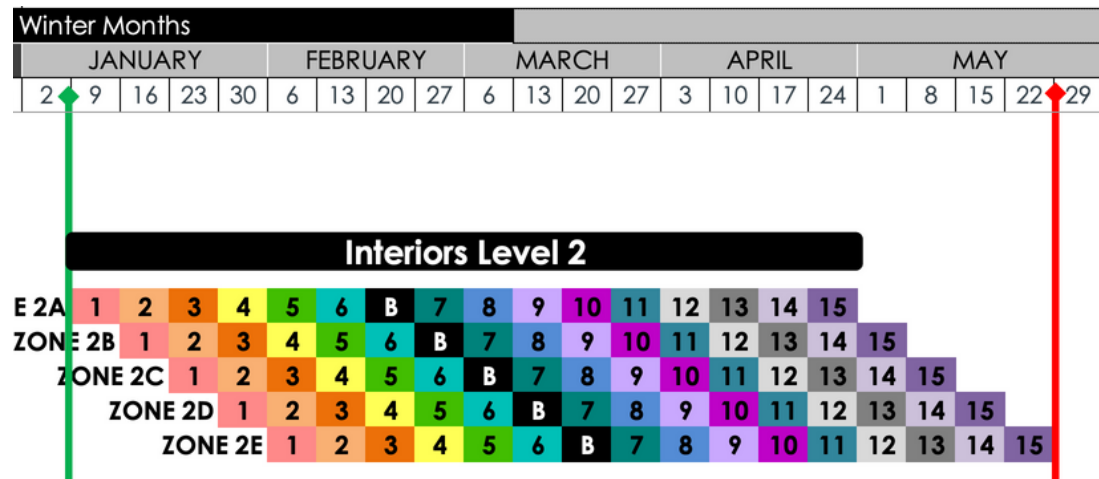 Winter Months
JANUARY FEBRUARY MARCH APRIL MAY
2 9 16 23 30 6 13 20 27 6 13 20 27 3 10 17 24 1 8 15 22 29
Interiors Level 2
E 2A 1 2 3 4 5 6 B 7 8 9 10 11 12 13 14 15
ZONE 2B 1 2 3 4 5 6 B 7 8 9 10 11 12 13 14 15
ZONE 2C 1 2 3 4 5 6 B 7 8 9 10 11 12 13 14 15
ZONE 2D 1 2 3 4 5 6 B 7 8 9 10 11 12 13 14 15
ZONE 2E 1 2 3 4 5 6 B 7 8 9 10 11 12 13 14 15